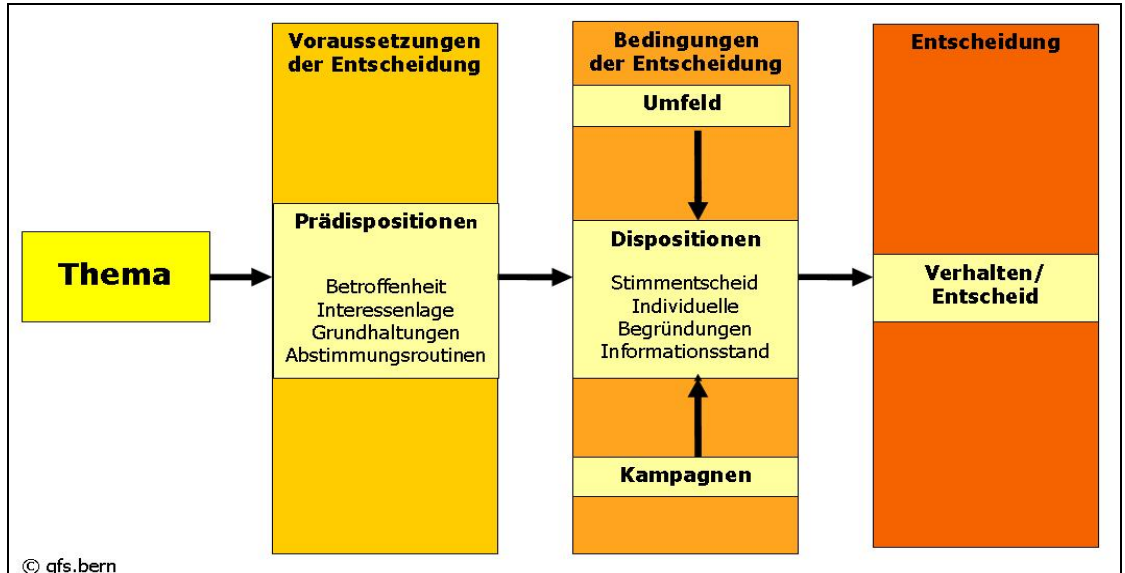 Thema
Voraussetzungen
der Entscheidung
Prädispositionen
Betroffenheit
Interessenlage
Grundhaltungen
Abstimmungsroutinen
Bedingungen
der Entscheidung
Umfeld
Dispositionen
Stimmentscheid
Individuelle
Begründungen
Informationsstand
Kampagnen
Entscheidung
Verhalten/
Entscheid
© gfs.bern